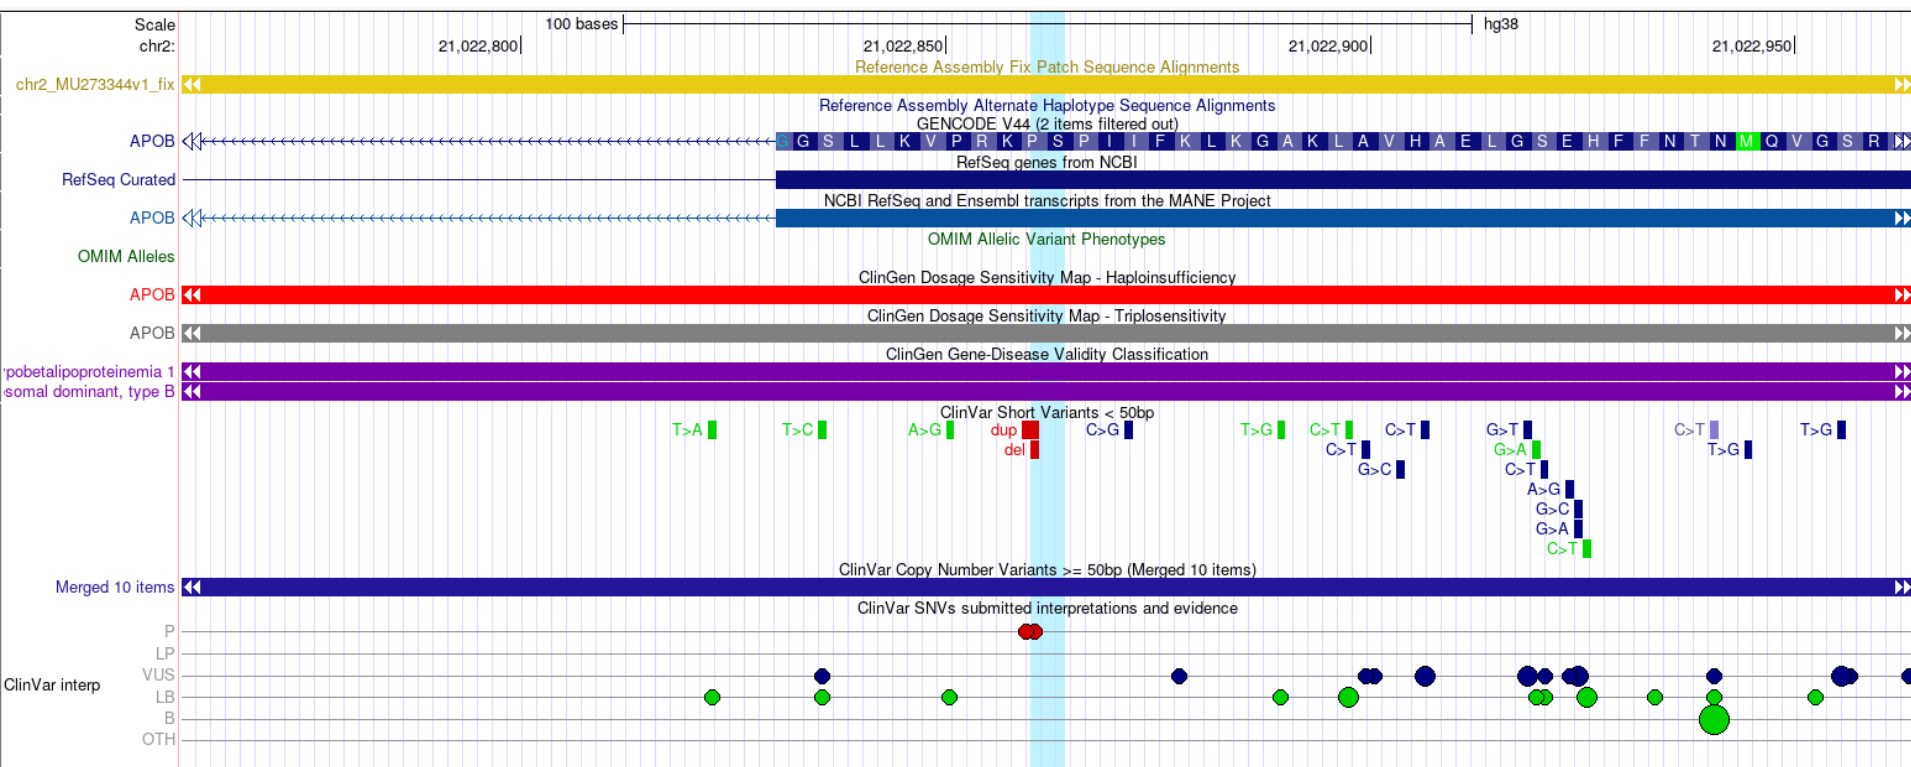 Scale 100 bases hg38
chr2: 21,022,800 21,022,850 21,022,900 21,022,950
Reference Assembly Fix Patch Sequence Alignments
chr2_MU273344v1_fix
Reference Assembly Alternate Haplotype Sequence Alignments
GENCODE V44 (2 items filtered out)
APOB G G S L L K V P R K P S P I I F K L K G A K L A V H A E L G S E H F F N T N M Q V G S R
RefSeq genes from NCBI
RefSeq Curated
NCBI RefSeq and Ensembl transcripts from the MANE Project
APOB
OMIM Allelic Variant Phenotypes
OMIM Alleles
ClinGen Dosage Sensitivity Map - Haploinsufficiency
APOB
ClinGen Dosage Sensitivity Map - Triplosensitivity
APOB
ClinGen Gene-Disease Validity Classification
pobetalipoproteinemia 1
somal dominant, type B
ClinVar Short Variants < 50bp
T>A T>C A>G dup C>G T>G C>T C>T G>T C>T T>G
del C>T G>A T>G
G>C C>T
A>G
G>C
G>A
C>T
ClinVar Copy Number Variants >= 50bp (Merged 10 items)
Merged 10 items
ClinVar SNVs submitted interpretations and evidence
P
LP
VUS
ClinVar interp
LB
B
OTH